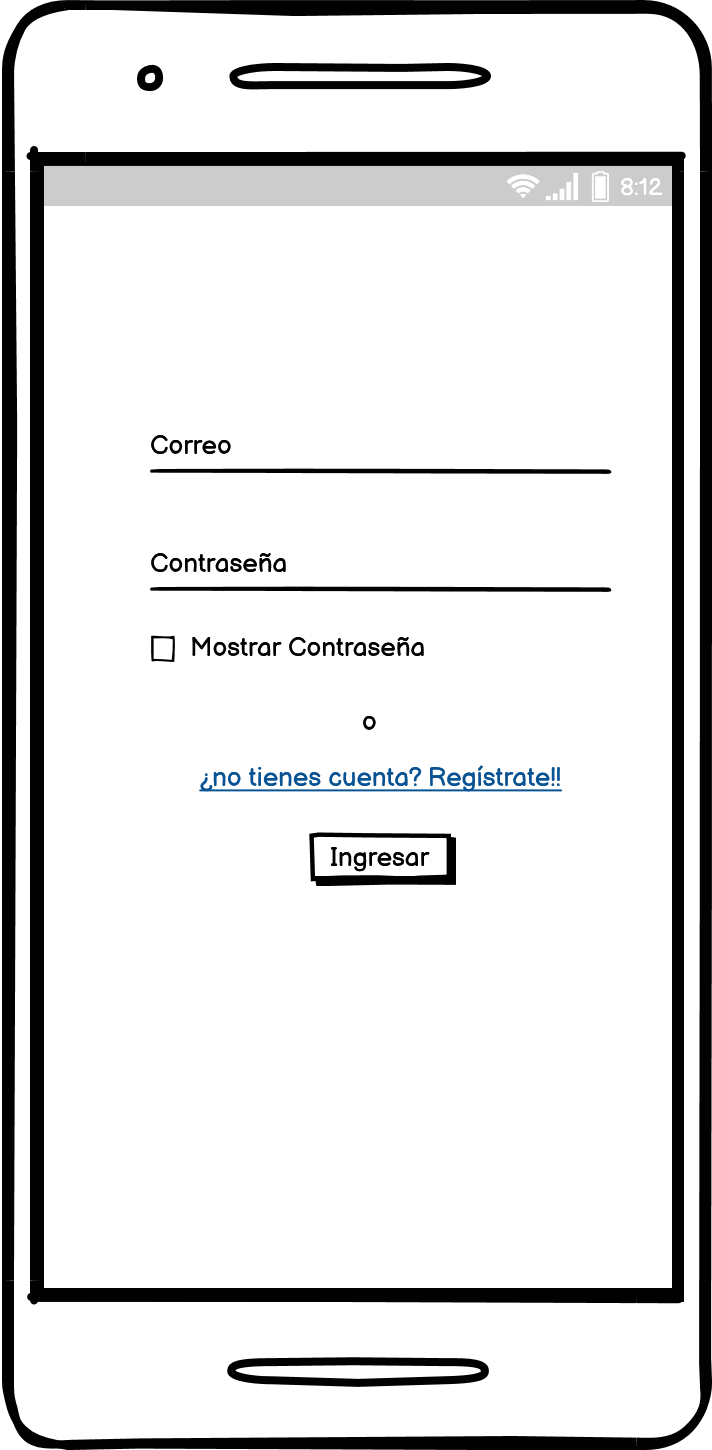 8:12
Correo
Contraseña
Mostrar Contraseña
o
¿no tienes cuenta? Regístrate!!
Ingresar